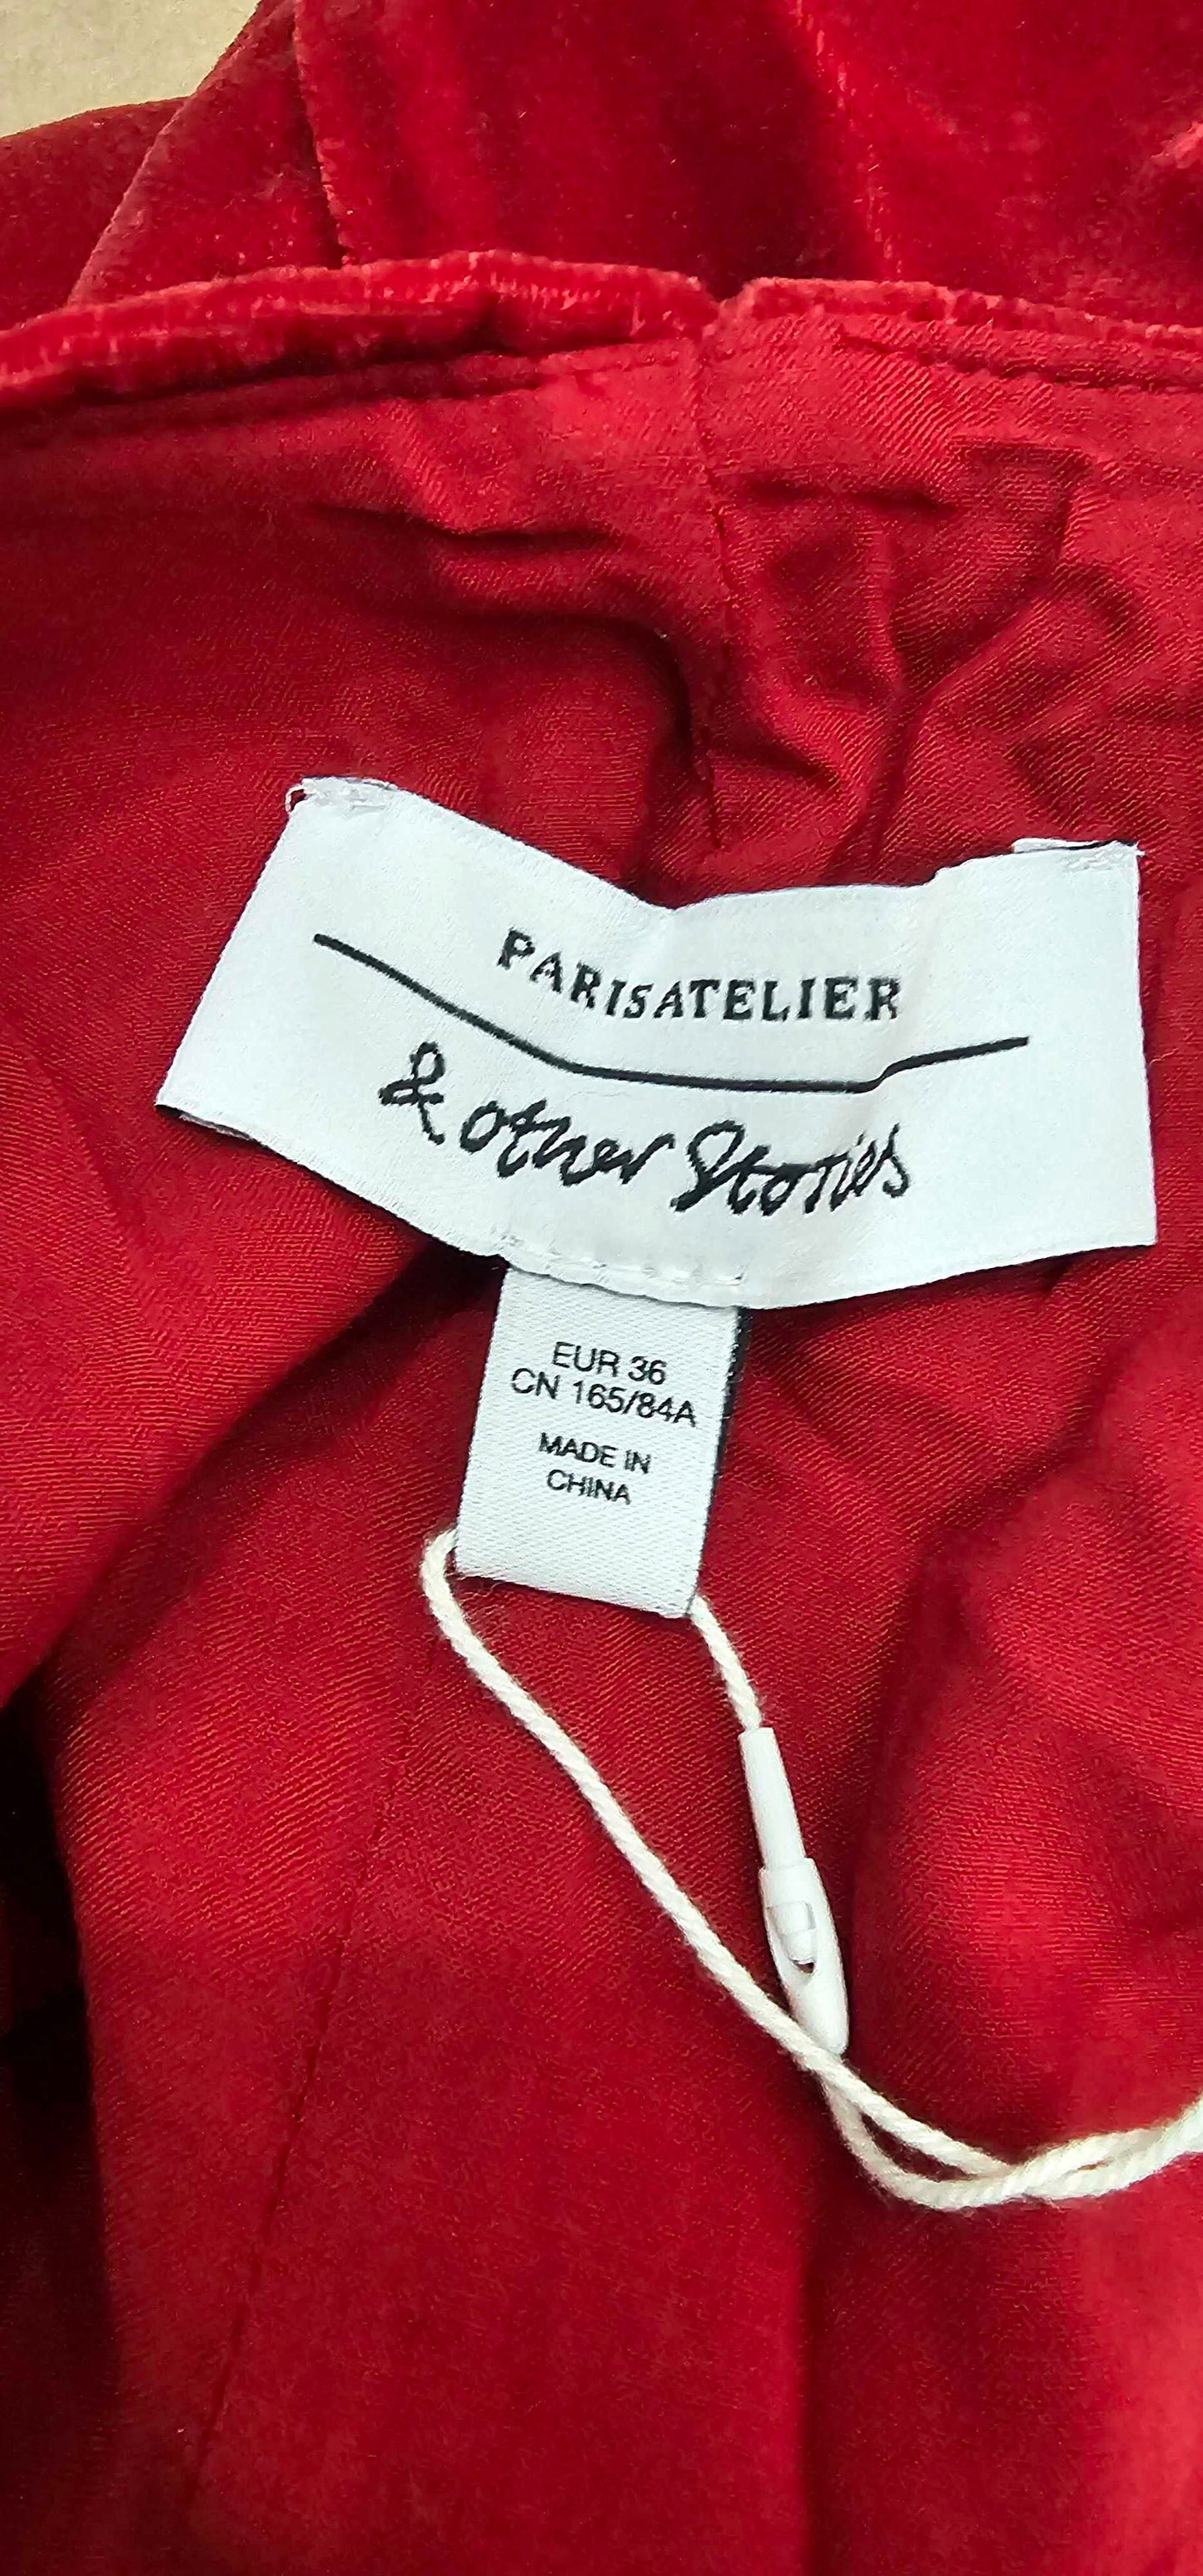 PARISATELIER
& other Stories
EUR 36
CN 165/84A
MADE IN
CHINA